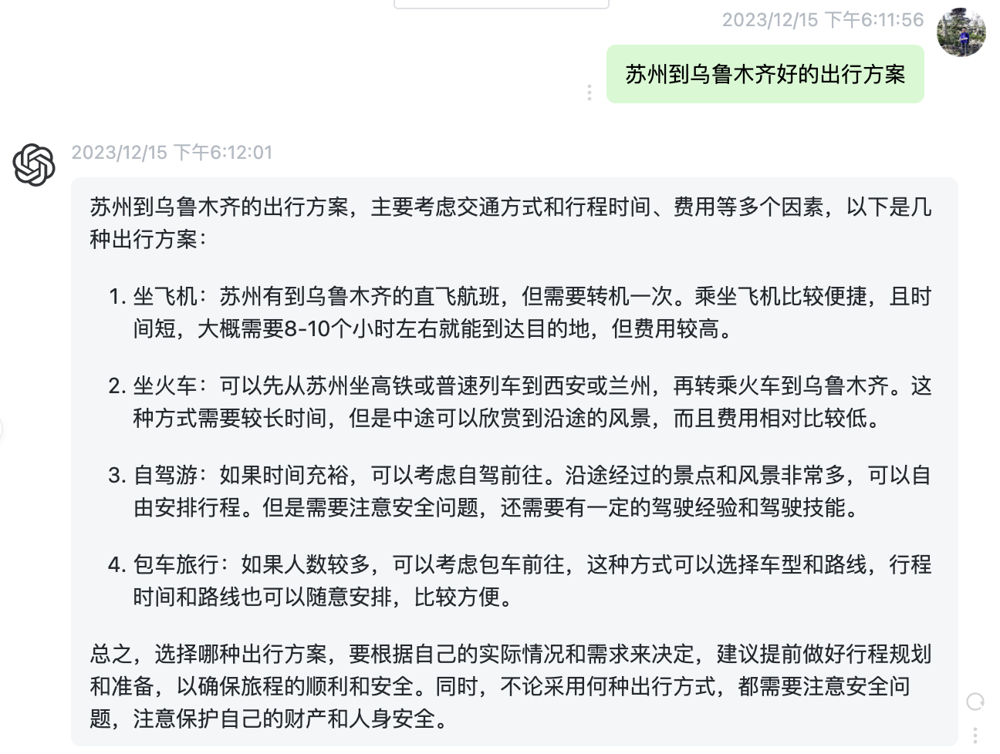 2023/12/15 下午6:11:56
苏州到乌鲁木齐好的出行方案
2023/12/15 下午6:12:01
苏州到乌鲁木齐的出行方案，主要考虑交通方式和行程时间、费用等多个因素，以下是几
种出行方案：
1. 坐飞机：苏州有到乌鲁木齐的直飞航班，但需要转机一次。乘坐飞机比较便捷，且时
间短，大概需要8-10个小时左右就能到达目的地，但费用较高。
2. 坐火车：可以先从苏州坐高铁或普速列车到西安或兰州，再转乘火车到乌鲁木齐。这
种方式需要较长时间，但是中途可以欣赏到沿途的风景，而且费用相对比较低。
3. 自驾游：如果时间充裕，可以考虑自驾前往。沿途经过的景点和风景非常多，可以自
由安排行程。但是需要注意安全问题，还需要有一定的驾驶经验和驾驶技能。
4. 包车旅行：如果人数较多，可以考虑包车前往，这种方式可以选择车型和路线，行程
时间和路线也可以随意安排，比较方便。
总之，选择哪种出行方案，要根据自己的实际情况和需求来决定，建议提前做好行程规划
和准备，以确保旅程的顺利和安全。同时，不论采用何种出行方式，都需要注意安全问
题，注意保护自己的财产和人身安全。